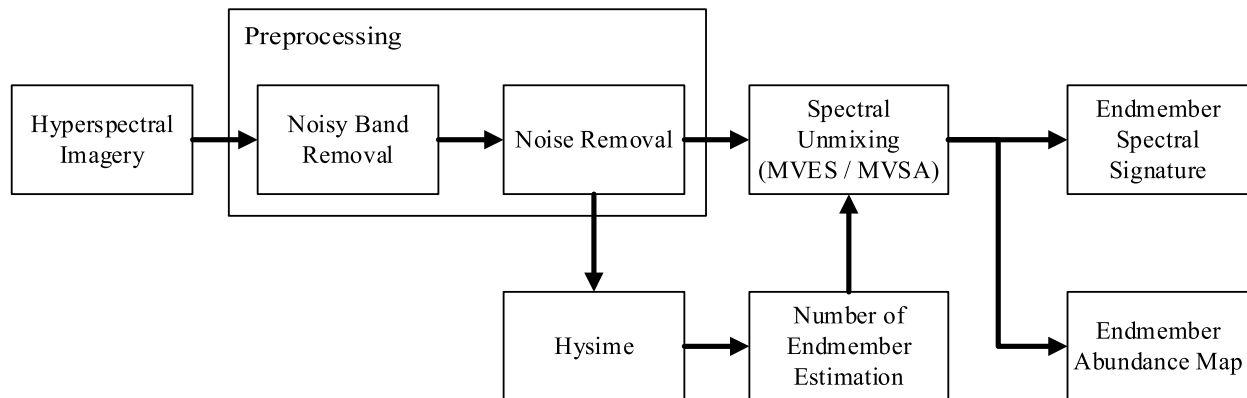 Preprocessing
Hyperspectral
Imagery
Noisy Band
Removal
Noise Removal
Spectral
Unmixing
(MVES / MVSA)
Endmember
Spectral
Signature
Hysime
Number of
Endmember
Estimation
Endmember
Abundance Map